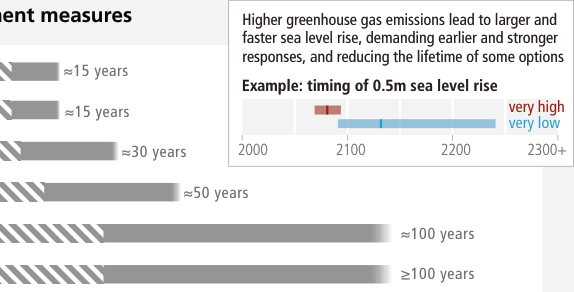 ent measures
Higher greenhouse gas emissions lead to larger and
faster sea level rise, demanding earlier and stronger
responses, and reducing the lifetime of some options
Example: timing of 0.5m sea level rise
very high
very low
2000 2100 2200 2300+
≈15 years
≈15 years
≈30 years
≈50 years
≈100 years
≥100 years